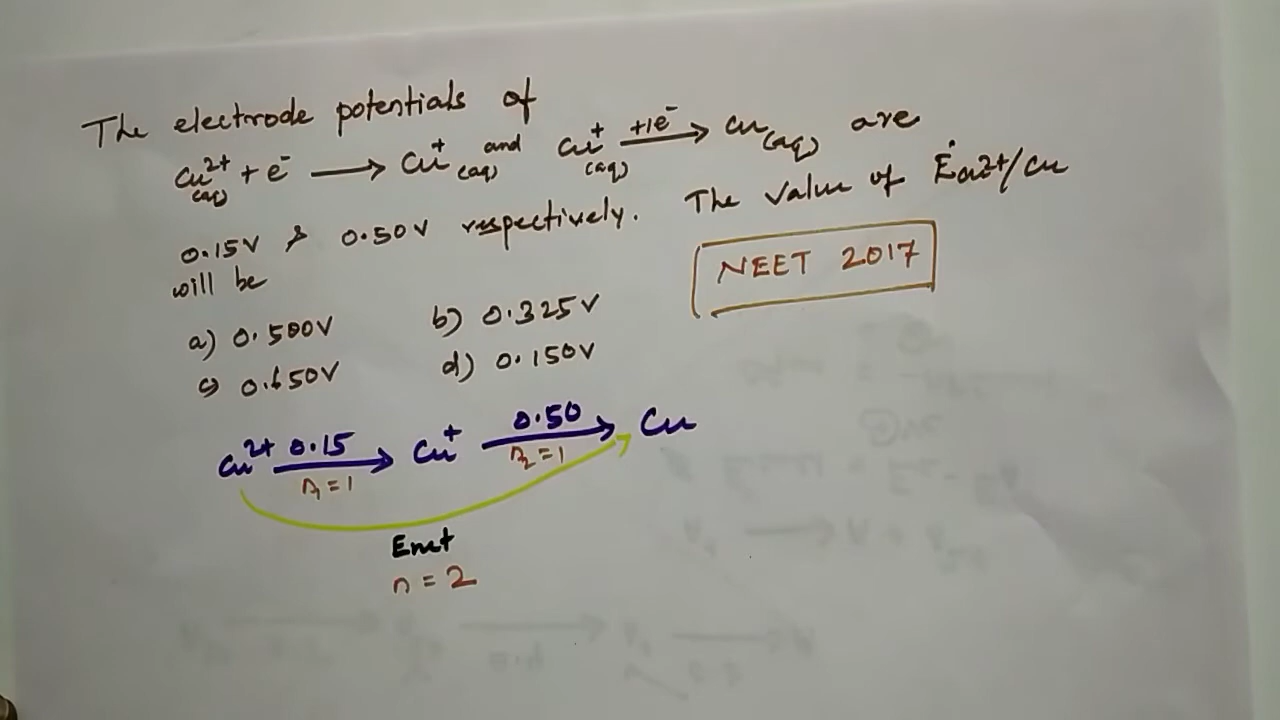 The electrode potentials of
Cu²⁺(aq) + e⁻ ⟶ Cu⁺(aq) and Cu⁺(aq) +1e⁻⟶ Cu(aq) are
0.15V & 0.50V respectively. The value of E°Cu²⁺/Cu
will be
NEET 2017
a) 0.500V b) 0.325V
c) 0.650V d) 0.150V
Cu²⁺ 0.15⟶ Cu⁺ 0.50⟶ Cu
n₁=1 n₂=1
Enet
n = 2